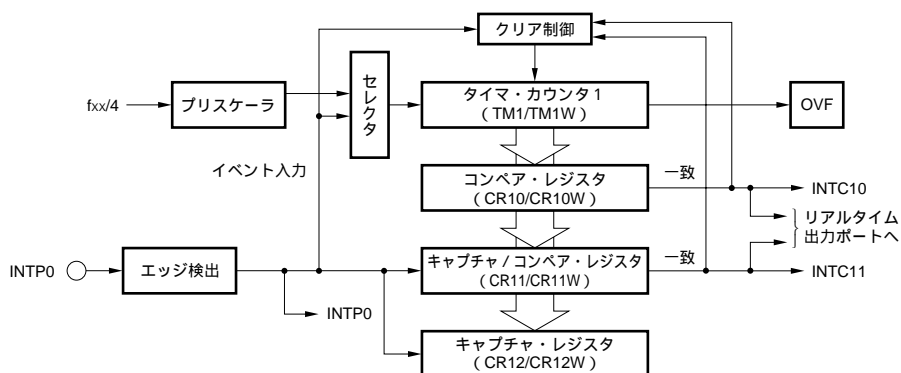 クリア制御
fxx/4
プリスケーラ
セレクタ
タイマ・カウンタ1
(TM1/TM1W)
OVF
イベント入力
コンペア・レジスタ
(CR10/CR10W)
一致
INTC10
リアルタイム
出力ポートへ
INTP0
エッジ検出
キャプチャ/コンペア・レジスタ
(CR11/CR11W)
一致
INTC11
INTP0
キャプチャ・レジスタ
(CR12/CR12W)